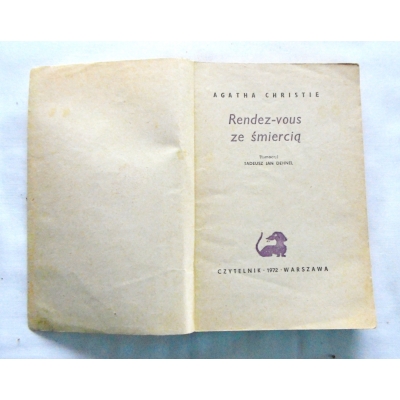 AGATHA CHRISTIE
Rendez-vous
ze śmiercią
TADEUSZ JAN DEHNEL
CZYTELNIK · 1972 · WARSZAWA